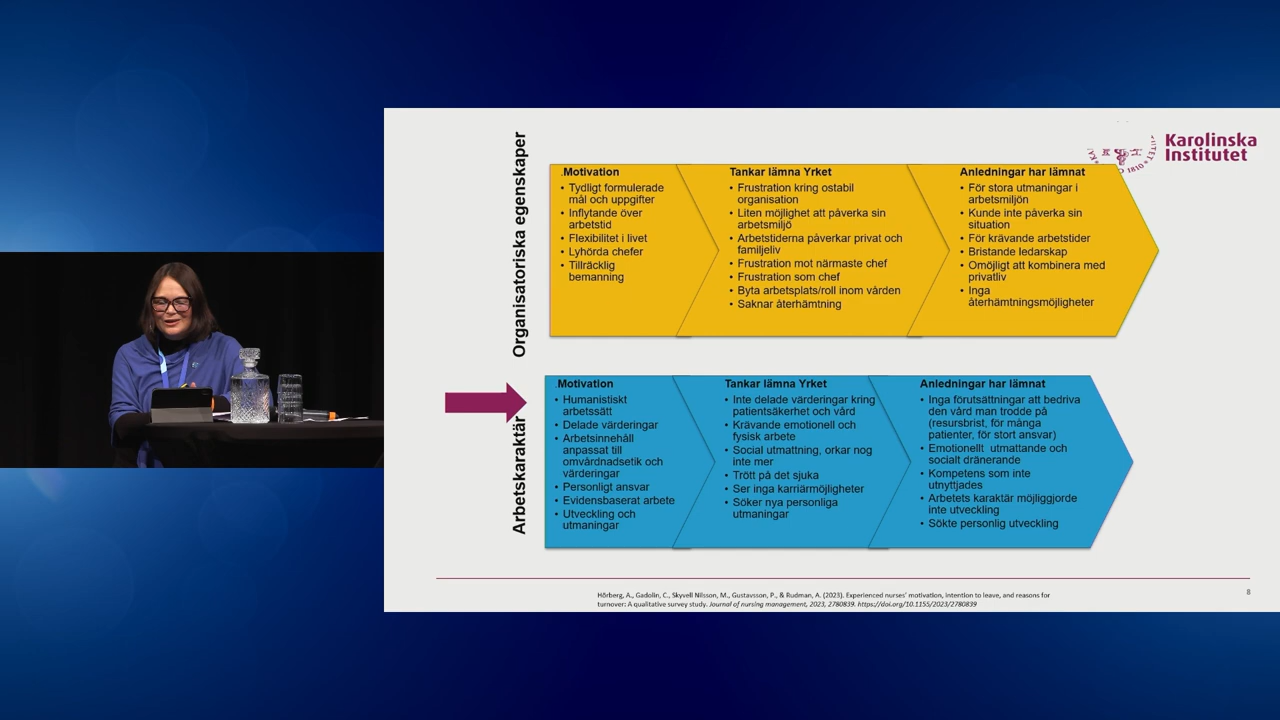 Karolinska
Institutet
Organisatoriska egenskaper
.Motivation
• Tydligt formulerade
mål och uppgifter
• Inflytande över
arbetstid
• Flexibilitet i livet
• Lyhörda chefer
• Tillräcklig
bemanning
Tankar lämna Yrket
• Frustration kring ostabil
organisation
• Liten möjlighet att påverka sin
arbetsmiljö
• Arbetstiderna påverkar privat och
familjeliv
• Frustration mot närmaste chef
• Frustration som chef
• Byta arbetsplats/roll inom vården
• Saknar återhämtning
Anledningar har lämnat
• För stora utmaningar i
arbetsmiljön
• Kunde inte påverka sin
situation
• För krävande arbetstider
• Bristande ledarskap
• Omöjligt att kombinera med
privatliv
• Inga
återhämtningsmöjligheter
Arbetskaraktär
.Motivation
• Humanistiskt
arbetssätt
• Delade värderingar
• Arbetsinnehåll
anpassat till
omvårdnadsetik och
värderingar
• Personligt ansvar
• Evidensbaserat arbete
• Utveckling och
utmaningar
Tankar lämna Yrket
• Inte delade värderingar kring
patientsäkerhet och vård
• Krävande emotionell och
fysisk arbete
• Social utmattning, orkar nog
inte mer
• Trött på det sjuka
• Ser inga karriärmöjligheter
• Söker nya personliga
utmaningar
Anledningar har lämnat
• Inga förutsättningar att bedriva
den vård man trodde på
(resursbrist, för många
patienter, för stort ansvar)
• Emotionellt utmattande och
socialt dränerande
• Kompetens som inte
utnyttjades
• Arbetets karaktär möjliggjorde
inte utveckling
• Sökte personlig utveckling
Hörberg, A., Gadolin, C., Skyvell Nilsson, M., Gustavsson, P., & Rudman, A. (2023). Experienced nurses' motivation, intention to leave, and reasons for
turnover: A qualitative survey study. Journal of nursing management, 2023, 2780839. https://doi.org/10.1155/2023/2780839
8